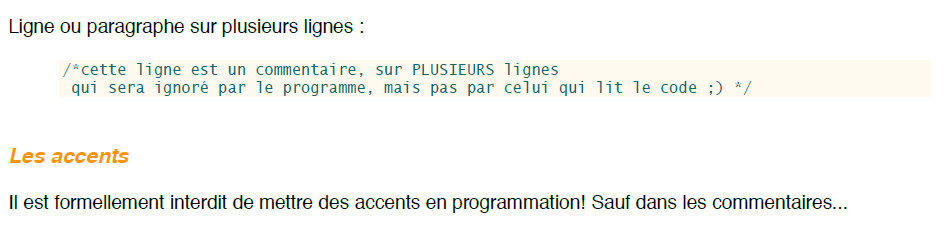 Ligne ou paragraphe sur plusieurs lignes :
/*cette ligne est un commentaire, sur PLUSIEURS lignes
qui sera ignoré par le programme, mais pas par celui qui lit le code ;) */
Les accents
Il est formellement interdit de mettre des accents en programmation! Sauf dans les commentaires...